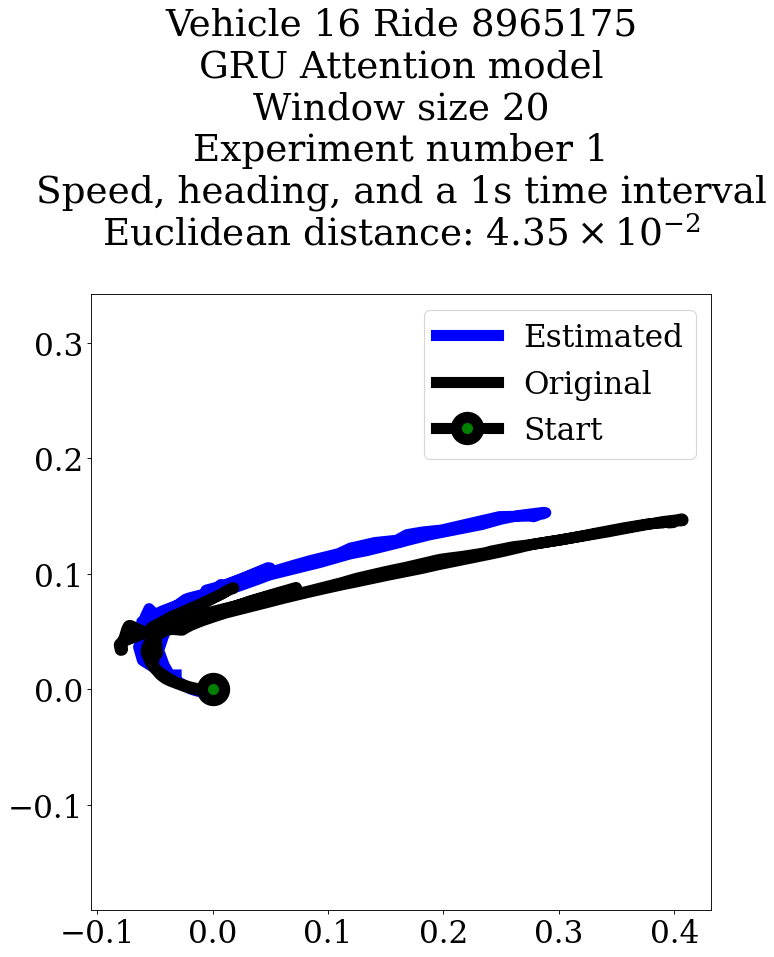 Vehicle 16 Ride 8965175
GRU Attention model
Window size 20
Experiment number 1
Speed, heading, and a 1s time interval
Euclidean distance: 4.35 × 10⁻²
Estimated
Original
Start
0.3
0.2
0.1
0.0
−0.1
−0.1 0.0 0.1 0.2 0.3 0.4